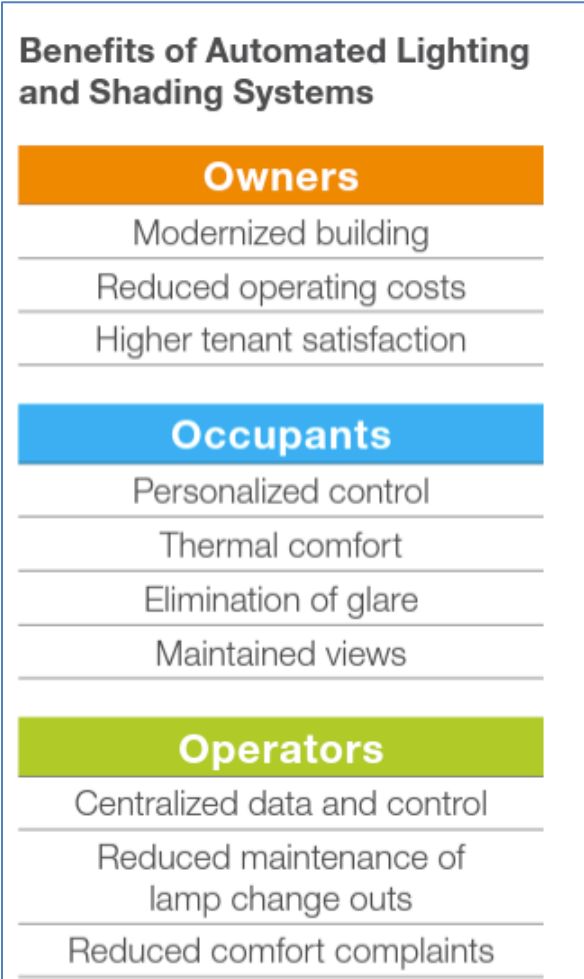 Benefits of Automated Lighting
and Shading Systems
Owners
Modernized building
Reduced operating costs
Higher tenant satisfaction
Occupants
Personalized control
Thermal comfort
Elimination of glare
Maintained views
Operators
Centralized data and control
Reduced maintenance of
lamp change outs
Reduced comfort complaints